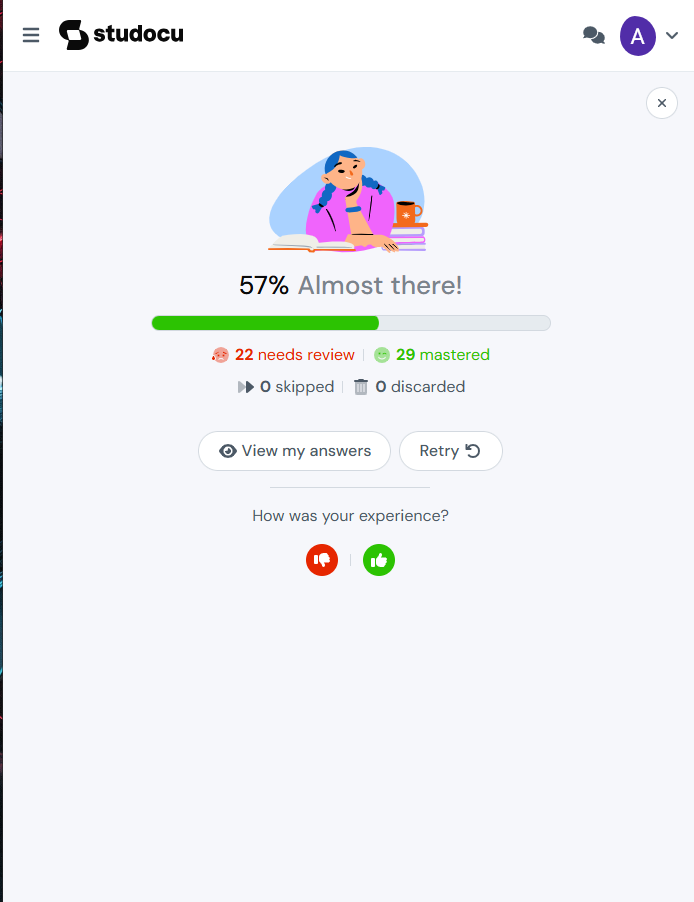 studocu
A
57% Almost there!
22 needs review
29 mastered
0 skipped
0 discarded
View my answers
Retry
How was your experience?